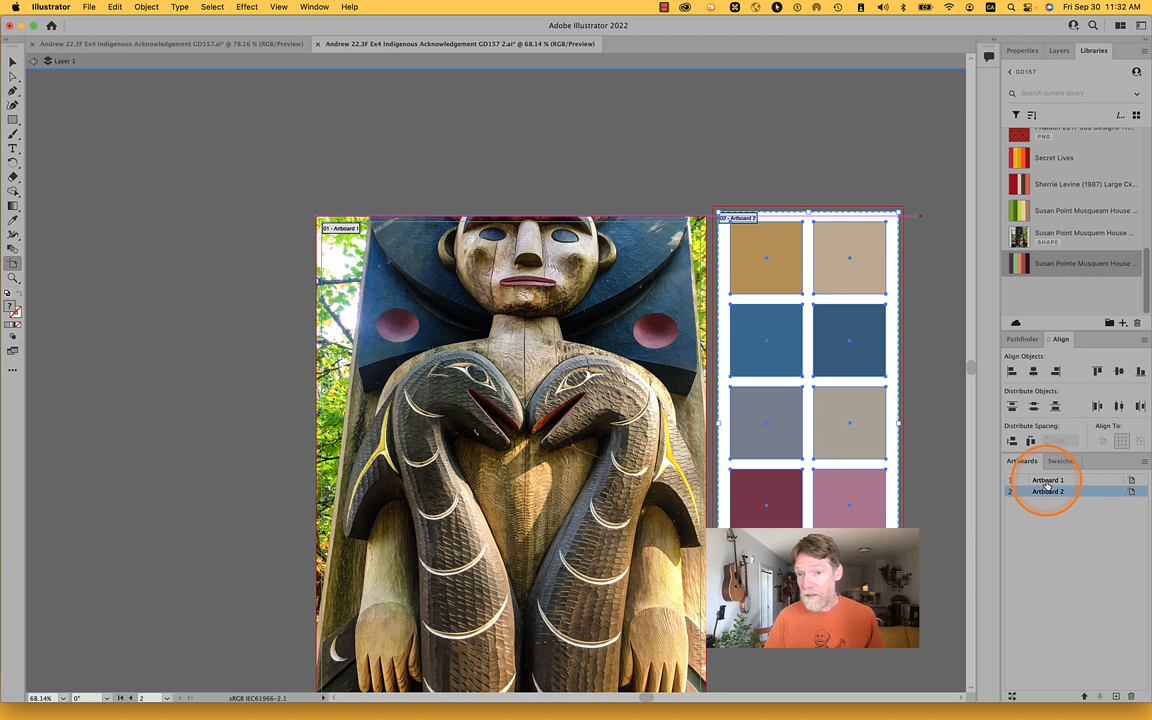 Illustrator File Edit Object Type Select Effect View Window Help
Fri Sep 30 11:32 AM
Adobe Illustrator 2022
Andrew 22.3F Ex4 Indigenous Acknowledgement GD157.ai* @ 78.16 % (RGB/Preview)
Andrew 22.3F Ex4 Indigenous Acknowledgement GD157 2.ai* @ 68.14 % (RGB/Preview)
Layer 1
Properties Layers Libraries
GD157
Search current library
PNG
Secret Lives
Sherrie Levine (1987) Large Ck...
Susan Point Musqueam House ...
Susan Point Musquem House ...
SHAPE
Susan Pointe Musquem House ...
01 - Artboard 1
02 - Artboard 2
Pathfinder Align
Align Objects:
Distribute Objects:
Distribute Spacing: Align To:
Artboards Swatches
1 Artboard 1
2 Artboard 2
68.14% 0° 2 sRGB IEC61966-2.1